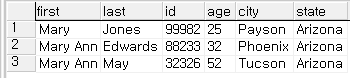 first last id age city state
1 Mary Jones 99982 25 Payson Arizona
2 Mary Ann Edwards 88233 32 Phoenix Arizona
3 Mary Ann May 32326 52 Tucson Arizona